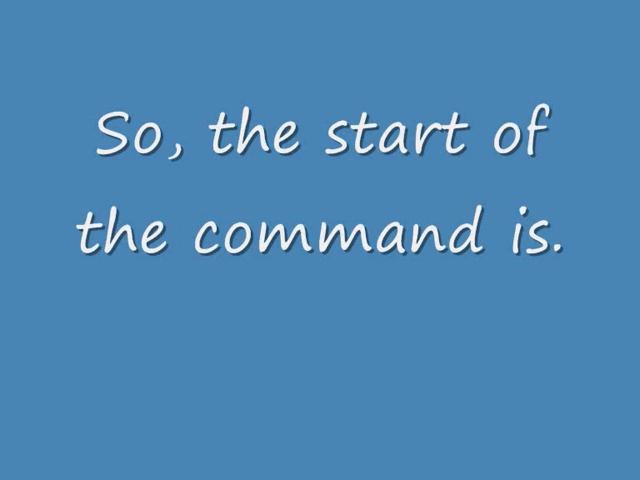 So, the start of
the command is.